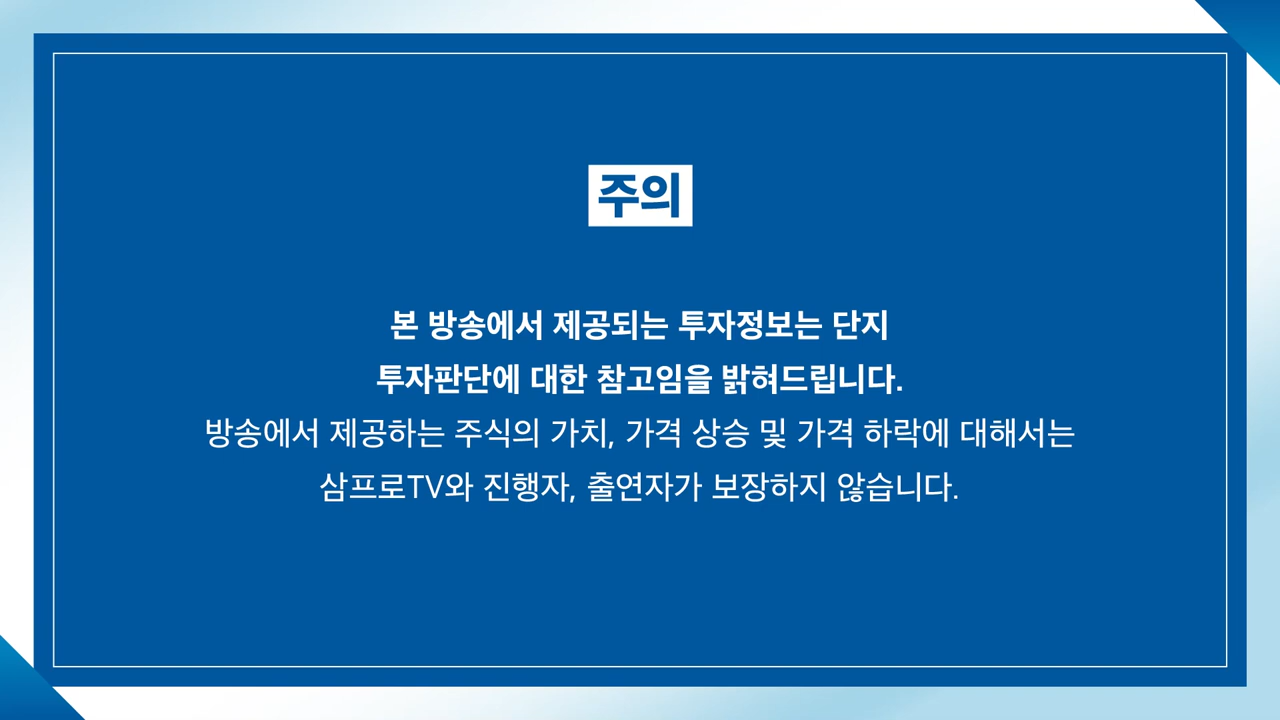 주의
본 방송에서 제공되는 투자정보는 단지
투자판단에 대한 참고임을 밝혀드립니다.
방송에서 제공하는 주식의 가치, 가격 상승 및 가격 하락에 대해서는
삼프로TV와 진행자, 출연자가 보장하지 않습니다.